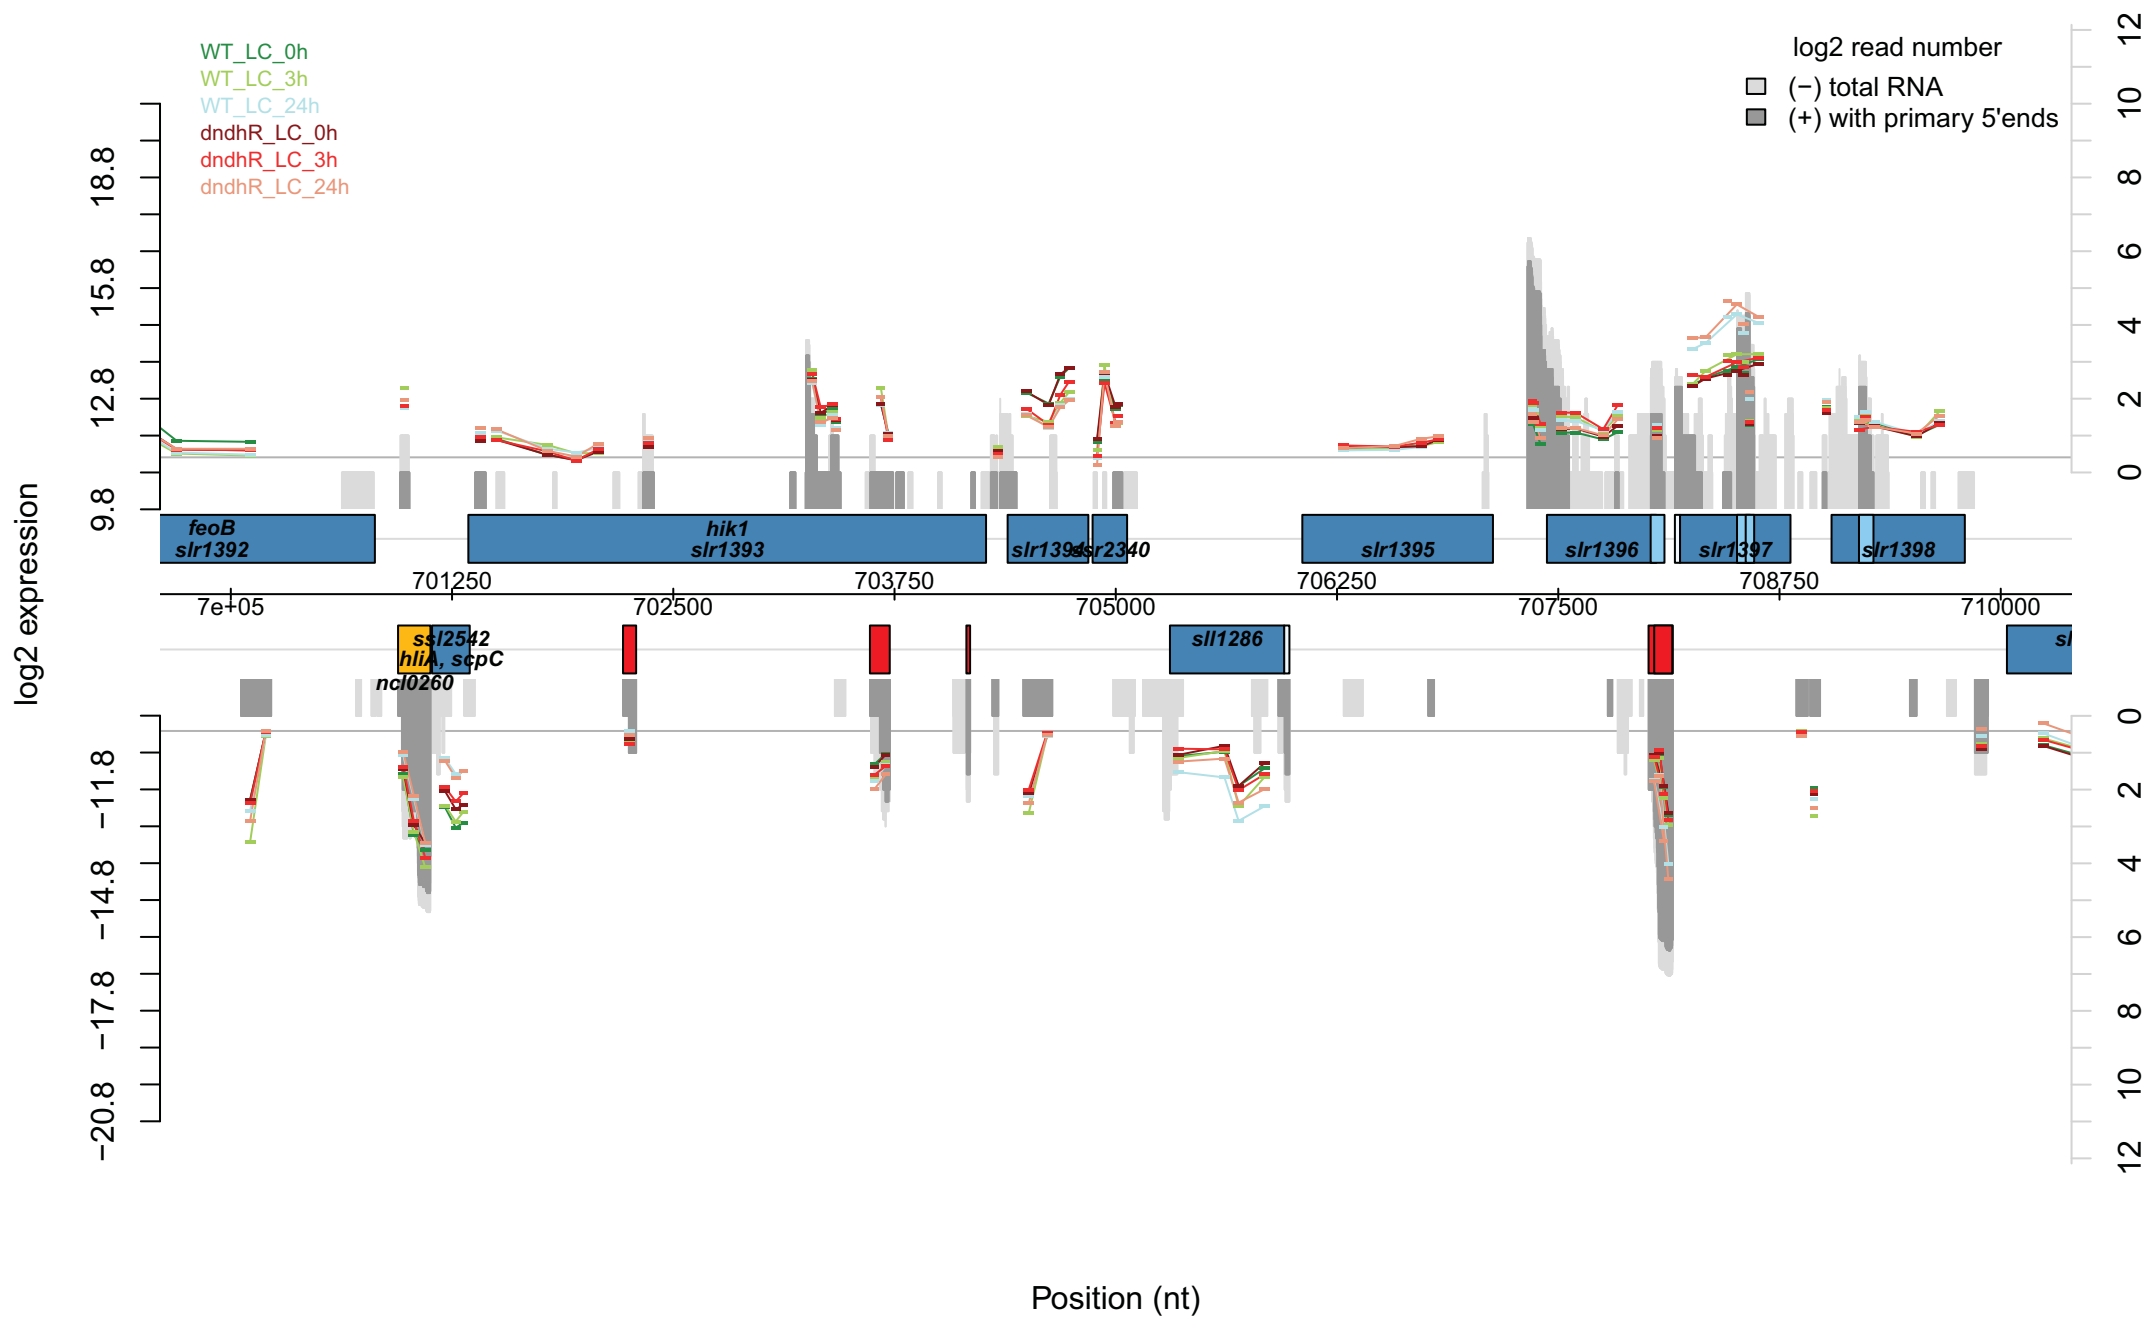 WT_LC_0h
WT_LC_3h
WT_LC_24h
dndhR_LC_0h
dndhR_LC_3h
dndhR_LC_24h
log2 read number
(−) total RNA
(+) with primary 5'ends
log2 expression
18.8
15.8
12.8
9.8
12
10
8
6
4
2
0
feoB
slr1392
hik1
slr1393
slr1394
ssr2340
slr1395
slr1396
slr1397
slr1398
701250
703750
706250
708750
7e+05
702500
705000
707500
710000
ssl2542
hliA, scpC
ncl0260
sll1286
sl
−11.8
−14.8
−17.8
−20.8
0
2
4
6
8
10
12
Position (nt)